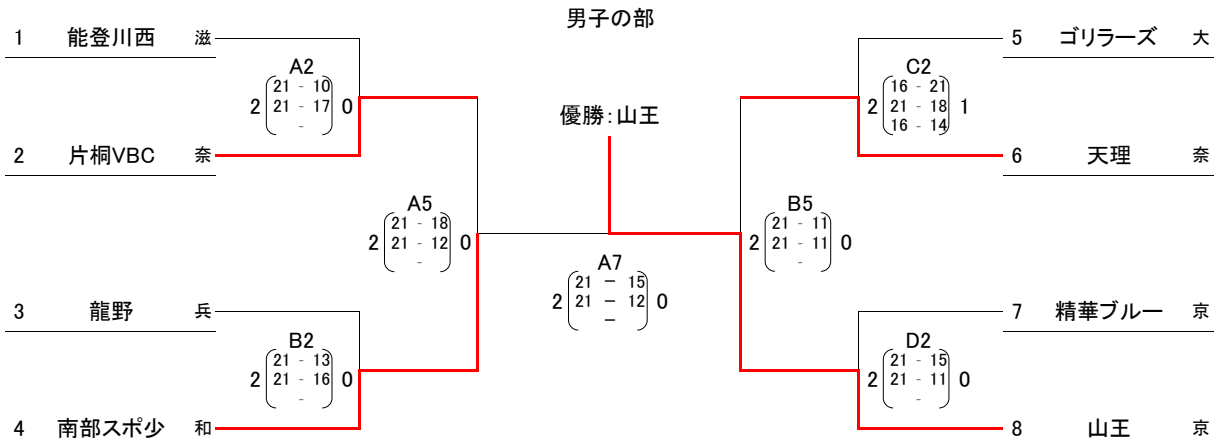 男子の部
1 能登川西 滋
A2
21 - 10
2 21 - 17 0
-
2 片桐VBC 奈
A5
21 - 18
2 21 - 12 0
-
3 龍野 兵
B2
21 - 13
2 21 - 16 0
-
4 南部スポ少 和
優勝:山王
A7
21 － 15
2 21 － 12 0
－
5 ゴリラーズ 大
C2
16 - 21
2 21 - 18 1
16 - 14
6 天理 奈
B5
21 - 11
2 21 - 11 0
-
7 精華ブルー 京
D2
21 - 15
2 21 - 11 0
-
8 山王 京